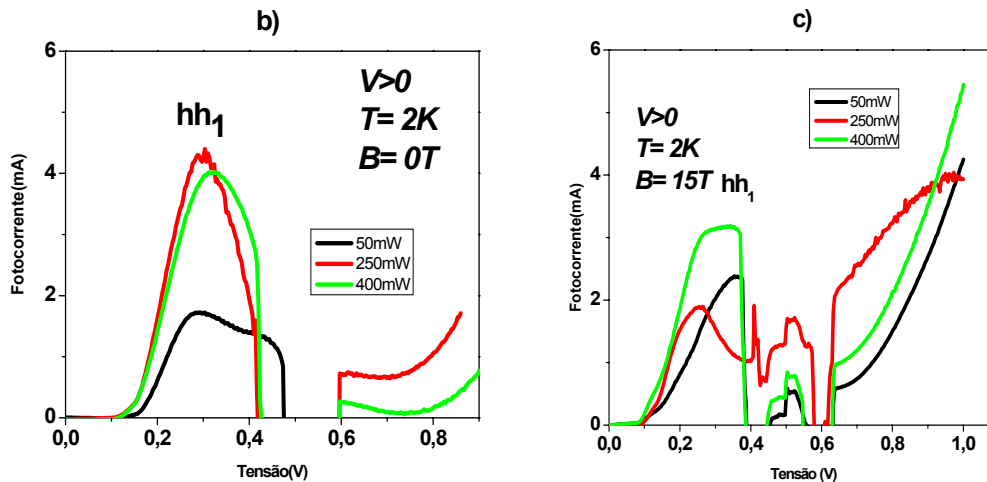 b)
6
4
2
0
Fotocorrente(mA)
hh1
V>0
T= 2K
B= 0T
50mW
250mW
400mW
0,0 0,2 0,4 0,6 0,8
Tensão(V)
c)
6
4
2
0
Fotocorrente(mA)
V>0
T= 2K
B= 15T hh1
50mW
250mW
400mW
0,0 0,2 0,4 0,6 0,8 1,0
Tensão (V)